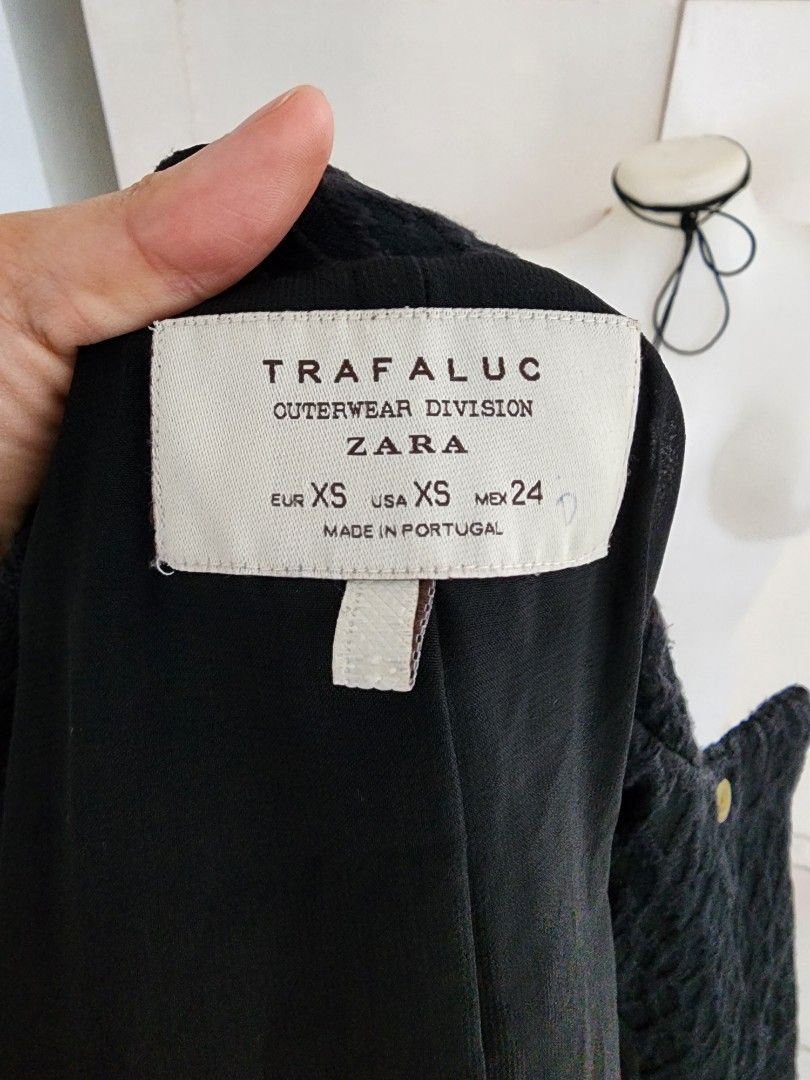 TRAFALUC
OUTERWEAR DIVISION
ZARA
EUR XS USA XS MEX 24
MADE IN PORTUGAL